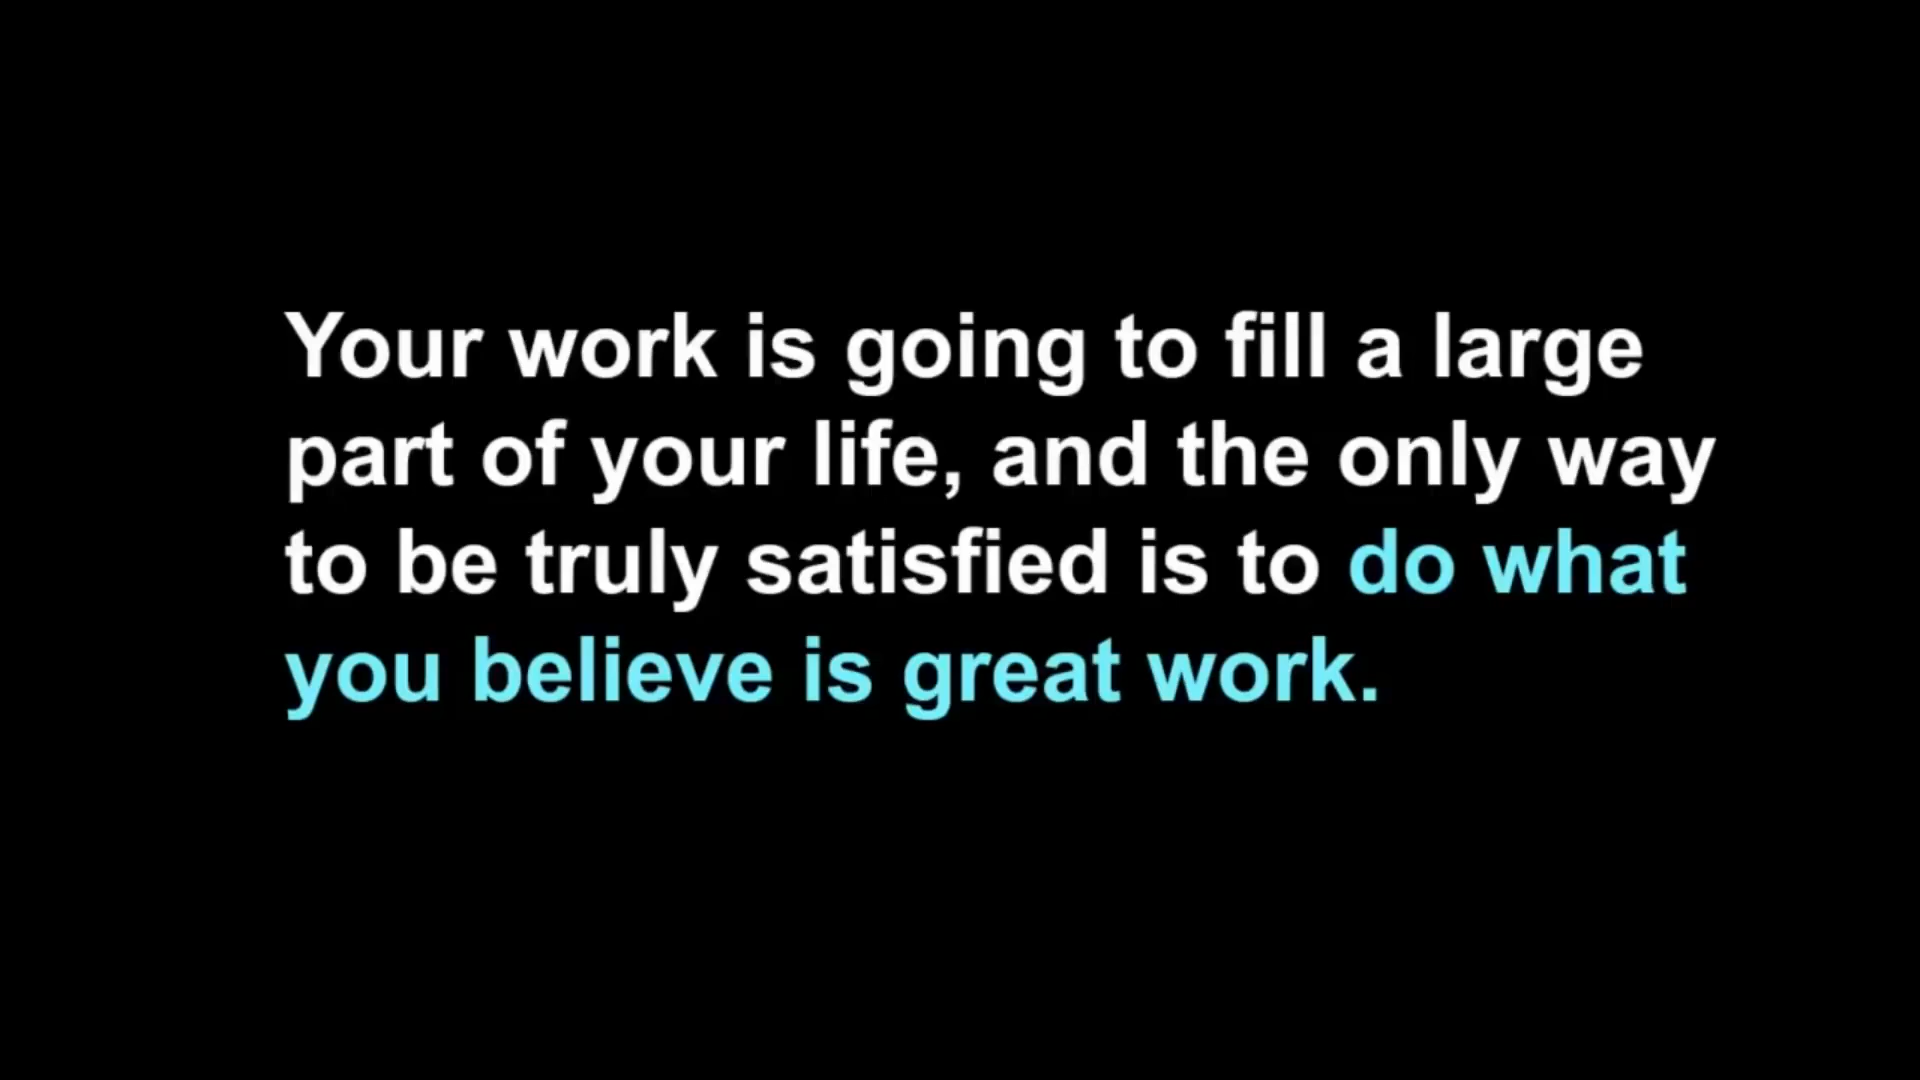 Your work is going to fill a large
part of your life, and the only way
to be truly satisfied is to do what
you believe is great work.